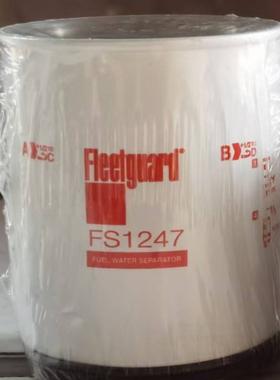 Fleetguard®
FS1247
FUEL WATER SEPARATOR
A
B